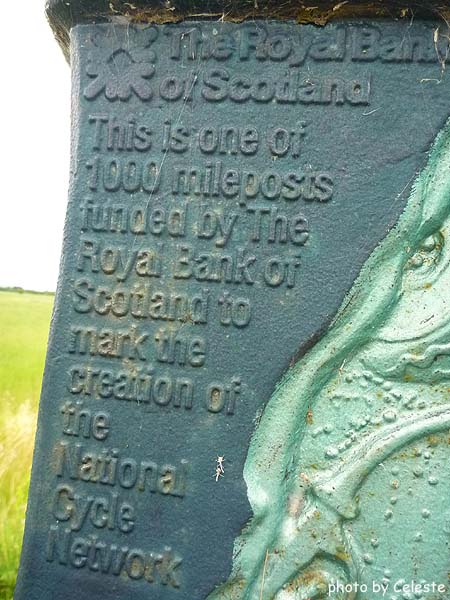 The Royal Bank
of Scotland
This is one of
1000 mileposts
funded by The
Royal Bank of
Scotland to
mark the
creation of
the
National
Cycle
Network
photo by Celeste